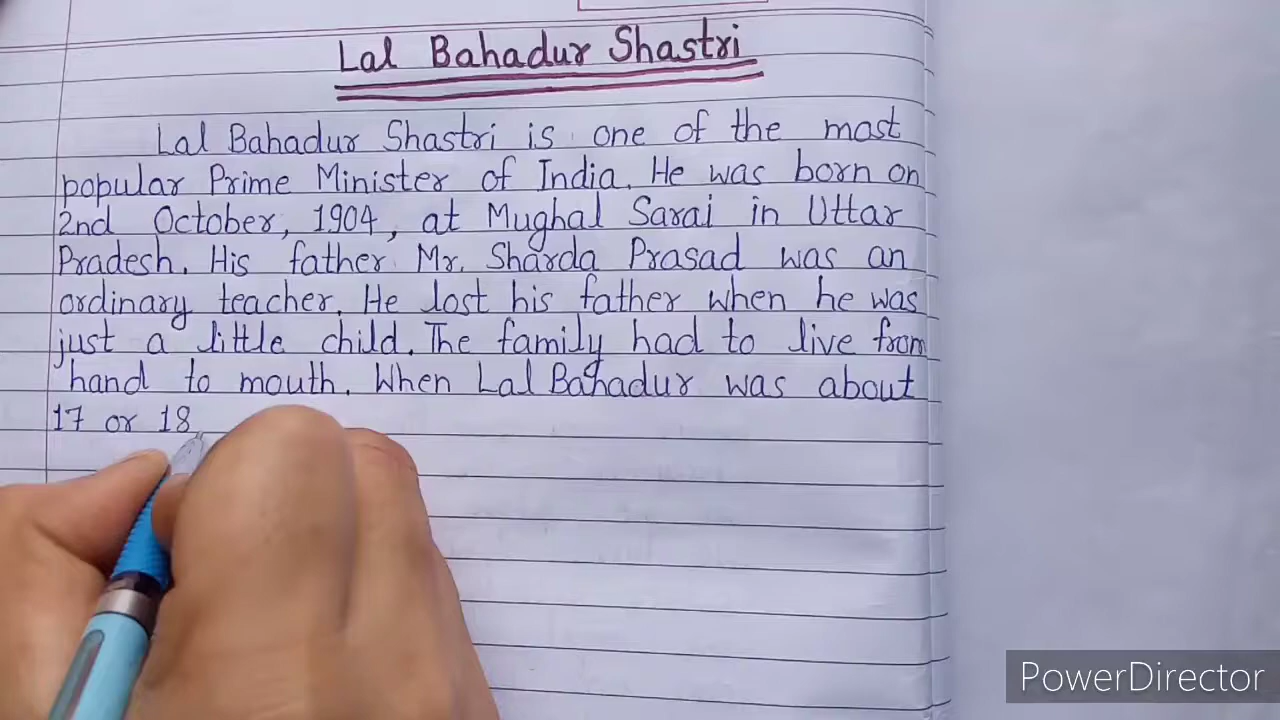 Lal Bahadur Shastri
Lal Bahadur Shastri is one of the most
popular Prime Minister of India. He was born on
2nd October, 1904, at Mughal Sarai in Uttar
Pradesh. His father Mr. Sharda Prasad was an
ordinary teacher. He lost his father when he was
just a little child. The family had to live from
hand to mouth. When Lal Bahadur was about
17 or 18
PowerDirector